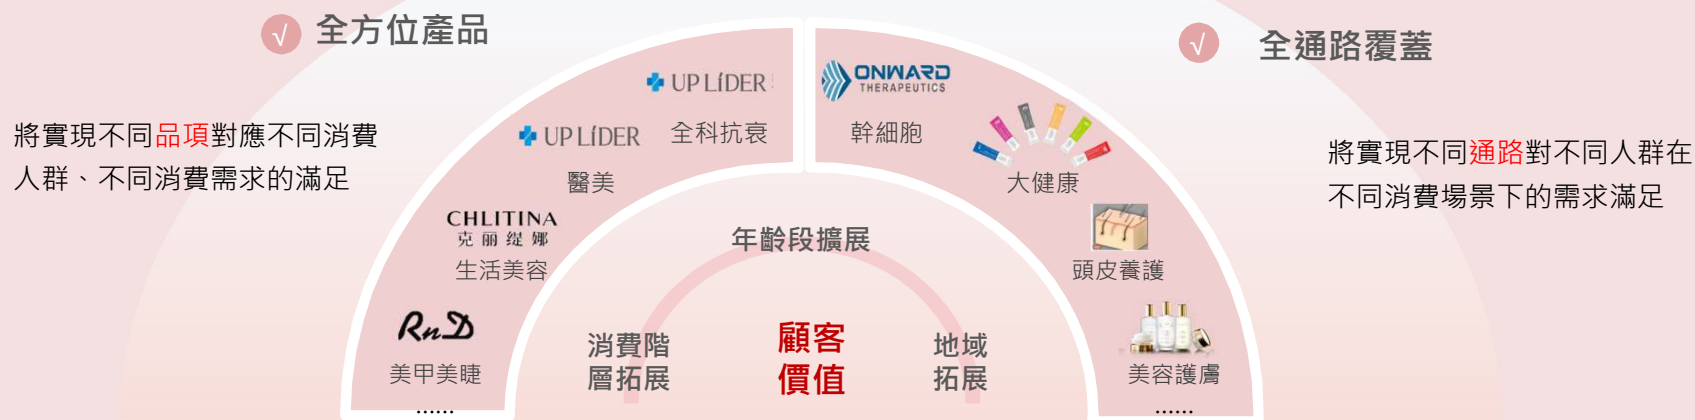 √ 全方位產品
將實現不同品項對應不同消費
人群、不同消費需求的滿足
√ 全通路覆蓋
將實現不同通路對不同人群在
不同消費場景下的需求滿足
UP LÍDER
全科抗衰
UP LÍDER
醫美
CHLITINA
克丽缇娜
生活美容
RnD
美甲美睫
......
ONWARD
THERAPEUTICS
幹細胞
大健康
頭皮養護
美容護膚
......
年齡段擴展
消費階
層拓展
顧客
價值
地域
拓展